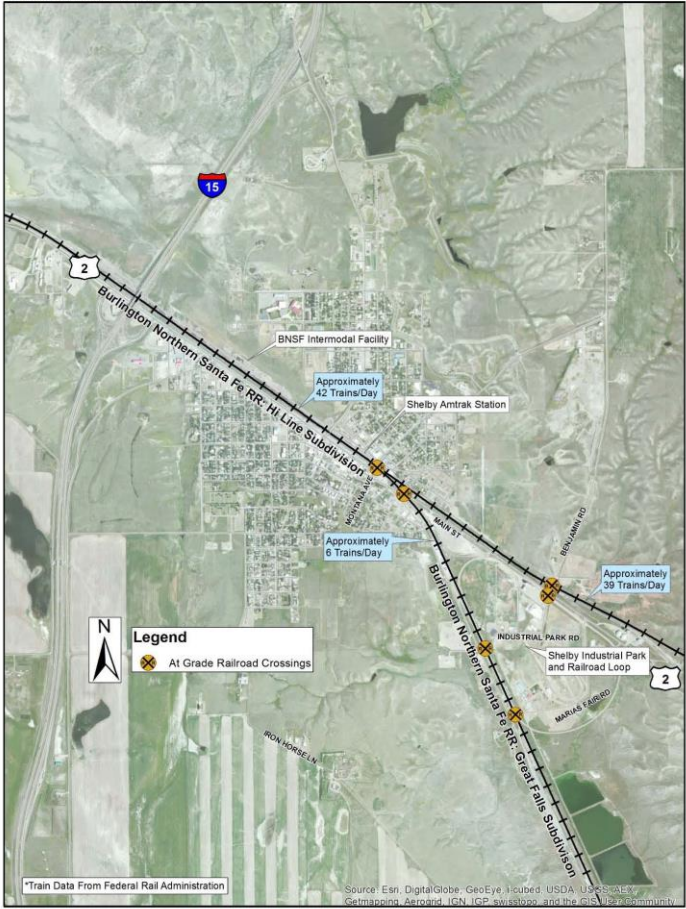 15
2
Burlington Northern Santa Fe RR: Hi Line Subdivision
BNSF Intermodal Facility
Approximately
42 Trains/Day
Shelby Amtrak Station
MONTANA AVE
MAIN ST
BENJAMIN RD
Approximately
6 Trains/Day
Approximately
39 Trains/Day
Burlington Northern Santa Fe RR: Great Falls Subdivison
INDUSTRIAL PARK RD
Shelby Industrial Park
and Railroad Loop
2
MARIAS FAIR RD
N
Legend
At Grade Railroad Crossings
IRON HORSE LN
*Train Data From Federal Rail Administration
Source: Esri, DigitalGlobe, GeoEye, i-cubed, USDA, USGS, AEX,
Getmapping, Aerogrid, IGN, IGP, swisstopo, and the GIS User Community